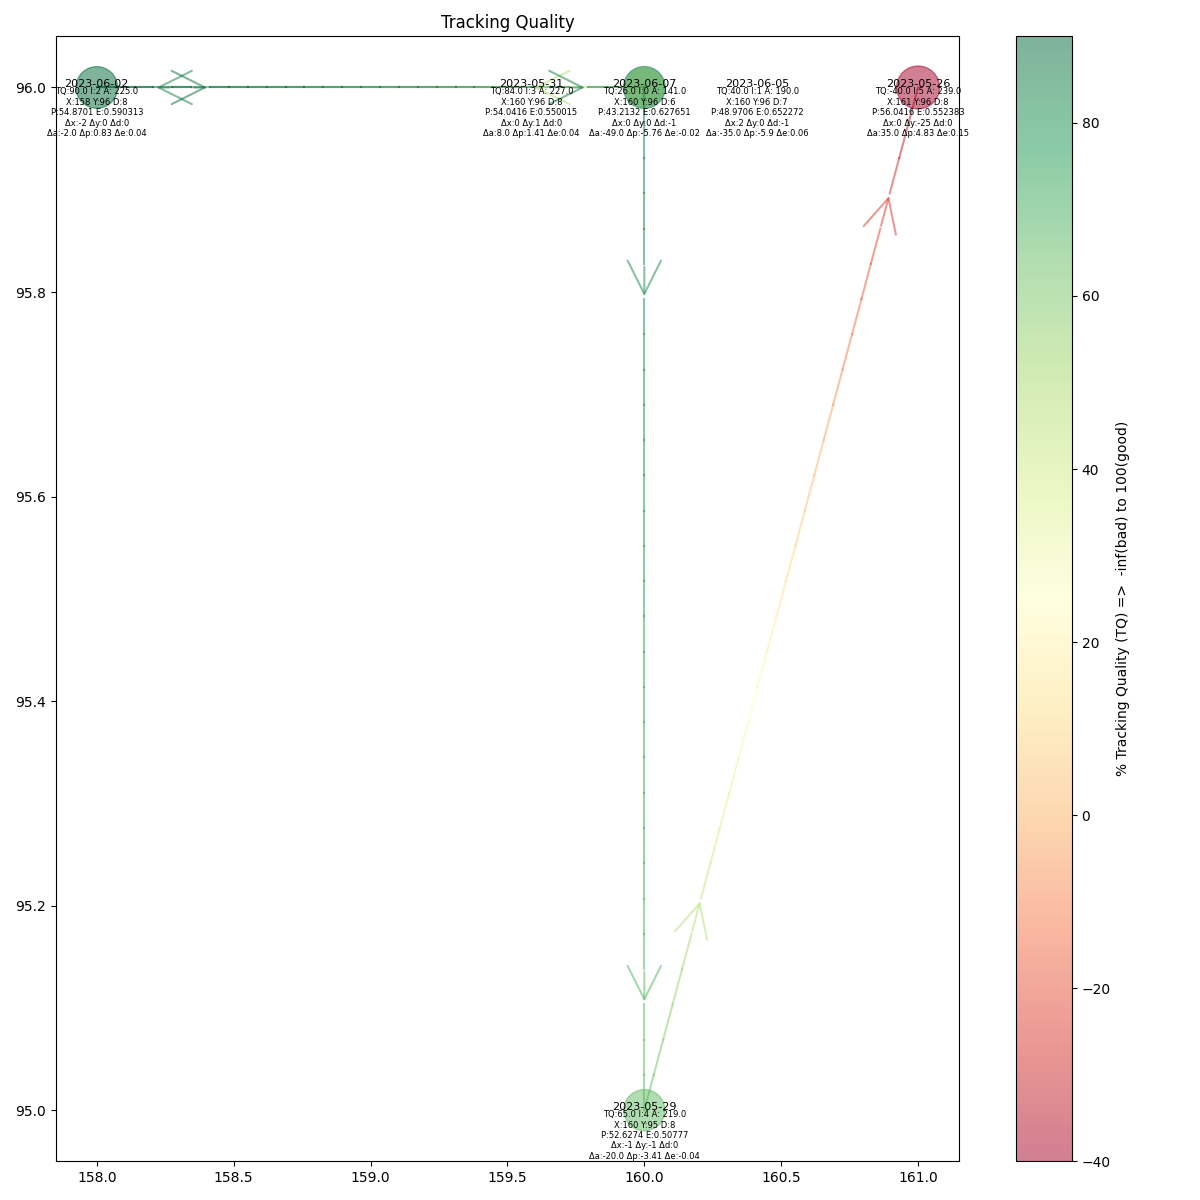 Tracking Quality
96.0
95.8
95.6
95.4
95.2
95.0
2023-06-02
TQ:90.0 I:2 A: 225.0
X:158 Y:96 D:8
P:54.8701 E:0.590313
Δx:-2 Δy:0 Δd:0
Δa:-2.0 Δp:0.83 Δe:0.04
2023-05-31
TQ:84.0 I:3 A: 227.0
X:160 Y:96 D:8
P:54.0416 E:0.550015
Δx:0 Δy:1 Δd:0
Δa:8.0 Δp:1.41 Δe:0.04
2023-06-07
TQ:26.0 I:0 A: 141.0
X:160 Y:96 D:6
P:43.2132 E:0.627651
Δx:0 Δy:0 Δd:-1
Δa:-49.0 Δp:-5.76 Δe:-0.02
2023-06-05
TQ:40.0 I:1 A: 190.0
X:160 Y:96 D:7
P:48.9706 E:0.652272
Δx:2 Δy:0 Δd:-1
Δa:-35.0 Δp:-5.9 Δe:0.06
2023-05-26
TQ:-40.0 I:5 A: 239.0
X:161 Y:96 D:8
P:56.0416 E:0.552383
Δx:0 Δy:-25 Δd:0
Δa:35.0 Δp:4.83 Δe:0.15
2023-05-29
TQ:65.0 I:4 A: 219.0
X:160 Y:95 D:8
P:52.6274 E:0.50777
Δx:-1 Δy:-1 Δd:0
Δa:-20.0 Δp:-3.41 Δe:-0.04
158.0 158.5 159.0 159.5 160.0 160.5 161.0
80
60
40
20
0
−20
−40
% Tracking Quality (TQ) => -inf(bad) to 100(good)